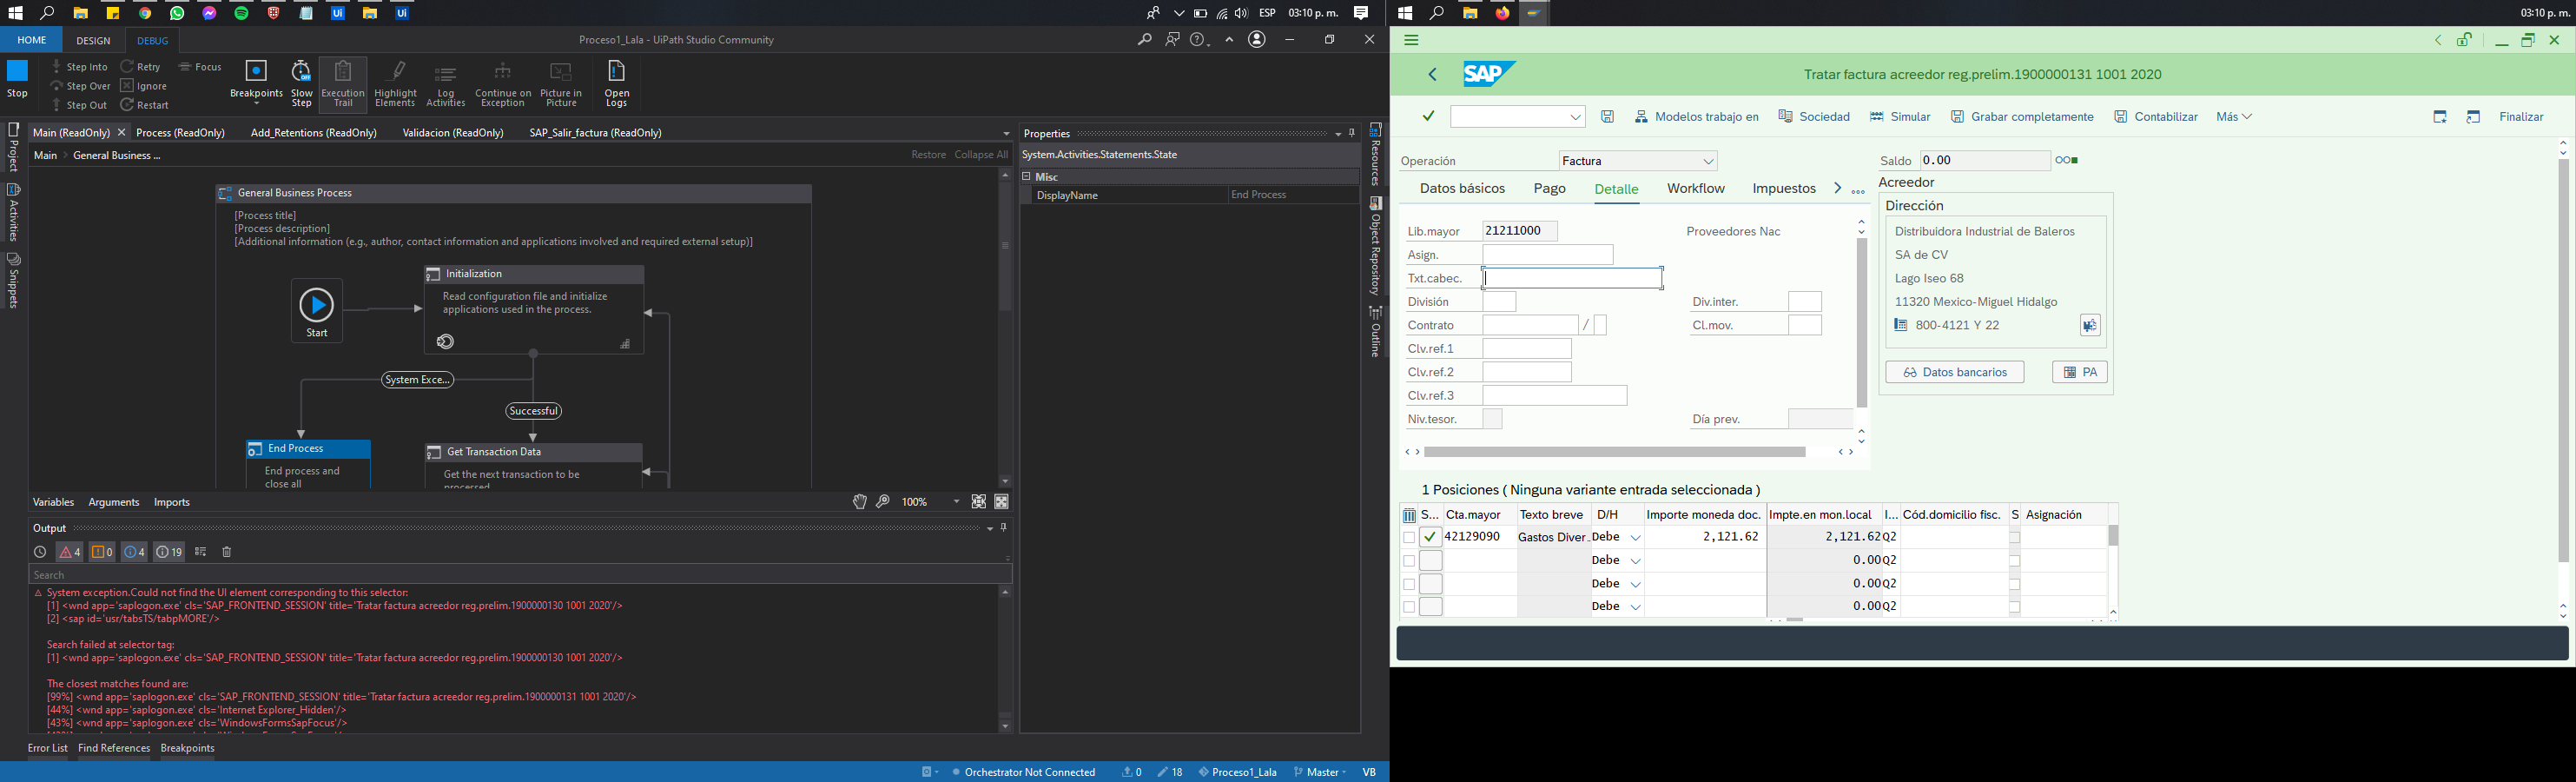 ESP
03:10 p. m.
HOME
DESIGN
DEBUG
Proceso1_Lala - UiPath Studio Community
Stop
Step Into
Step Over
Step Out
Retry
Ignore
Restart
Focus
Breakpoints
Slow Step
Execution Trail
Highlight Elements
Log Activities
Continue on Exception
Picture in Picture
Open Logs
Main (ReadOnly)
Process (ReadOnly)
Add_Retentions (ReadOnly)
Validacion (ReadOnly)
SAP_Salir_factura (ReadOnly)
Main > General Business ...
Restore
Collapse All
Project
Activities
Snippets
General Business Process
[Process title]
[Process description]
[Additional information (e.g., author, contact information and applications involved and required external setup)]
Start
Initialization
Read configuration file and initialize
applications used in the process.
System Exce...
Successful
End Process
End process and
close all
Get Transaction Data
Get the next transaction to be
processed
Variables
Arguments
Imports
100%
Output
4
0
4
19
Search
System exception.Could not find the UI element corresponding to this selector:
[1] <wnd app='saplogon.exe' cls='SAP_FRONTEND_SESSION' title='Tratar factura acreedor reg.prelim.1900000130 1001 2020'/>
[2] <sap id='usr/tabsTS/tabpMORE'/>
Search failed at selector tag:
[1] <wnd app='saplogon.exe' cls='SAP_FRONTEND_SESSION' title='Tratar factura acreedor reg.prelim.1900000130 1001 2020'/>
The closest matches found are:
[99%] <wnd app='saplogon.exe' cls='SAP_FRONTEND_SESSION' title='Tratar factura acreedor reg.prelim.1900000131 1001 2020'/>
[44%] <wnd app='saplogon.exe' cls='Internet Explorer_Hidden'/>
[43%] <wnd app='saplogon.exe' cls='WindowsFormsSapFocus'/>
Error List
Find References
Breakpoints
Orchestrator Not Connected
0
18
Proceso1_Lala
Master
VB
Properties
System.Activities.Statements.State
Misc
DisplayName
End Process
Resources
Object Repository
Outline
03:10 p. m.
SAP
Tratar factura acreedor reg.prelim.1900000131 1001 2020
Modelos trabajo en
Sociedad
Simular
Grabar completamente
Contabilizar
Más
Finalizar
Operación
Factura
Saldo
0.00
Datos básicos
Pago
Detalle
Workflow
Impuestos
Lib.mayor
21211000
Proveedores Nac
Asign.
Txt.cabec.
División
Div.inter.
Contrato
/
Cl.mov.
Clv.ref.1
Clv.ref.2
Clv.ref.3
Niv.tesor.
Día prev.
Acreedor
Dirección
Distribuidora Industrial de Baleros
SA de CV
Lago Iseo 68
11320 Mexico-Miguel Hidalgo
800-4121 Y 22
Datos bancarios
PA
1 Posiciones ( Ninguna variante entrada seleccionada )
S... Cta.mayor Texto breve D/H Importe moneda doc. Impte.en mon.local I... Cód.domicilio fisc. S Asignación
42129090 Gastos Diver… Debe 2,121.62 2,121.62 Q2
Debe 0.00 Q2
Debe 0.00 Q2
Debe 0.00 Q2